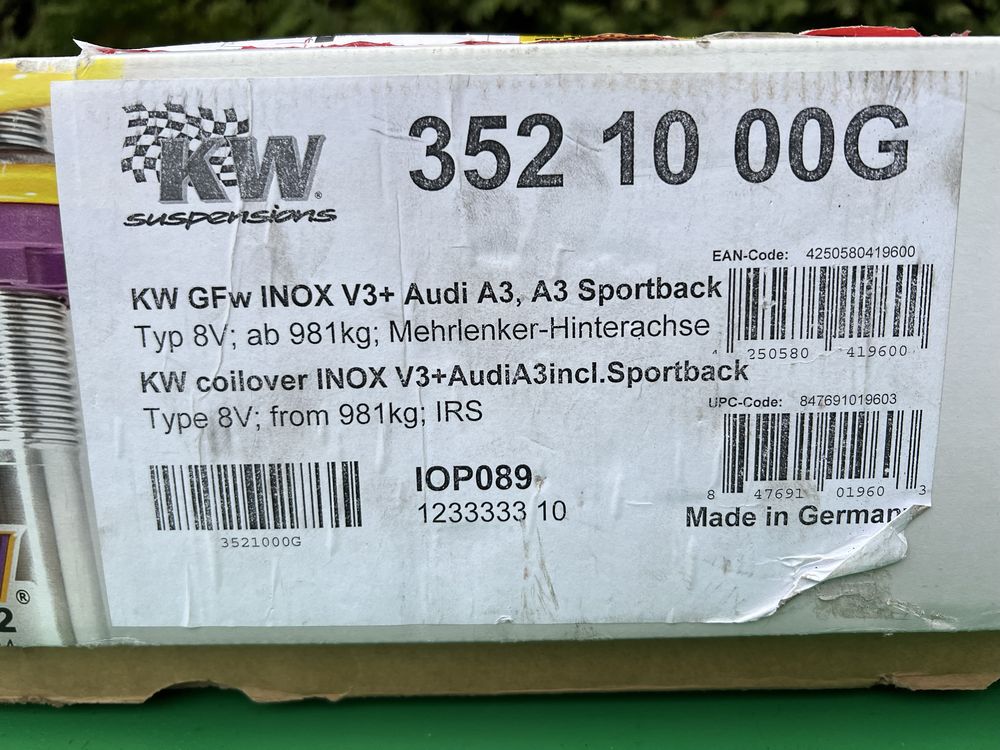 KW®
suspensions
352 10 00G
EAN-Code: 4250580419600
KW GFw INOX V3+ Audi A3, A3 Sportback
Typ 8V; ab 981kg; Mehrlenker-Hinterachse
4 250580 419600
KW coilover INOX V3+AudiA3incl.Sportback
Type 8V; from 981kg; IRS
UPC-Code: 847691019603
8 47691 01960 3
IOP089
1233333 10
3521000G
Made in German
®
2